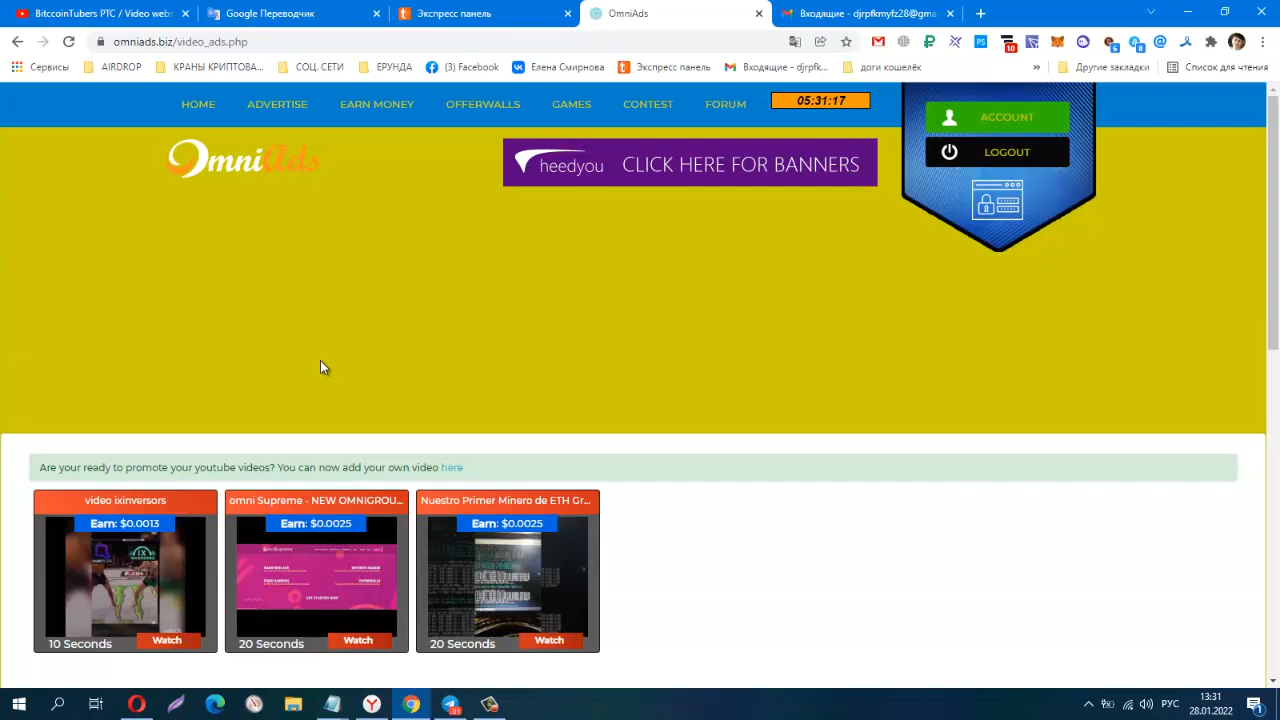 BitcoinTubers PTC / Video webs
Google Переводчик
Экспресс панель
OmniAds
Входящие - djrpfkmyfz28@gma
omniads.biz/video_ads.php
Сервисы
AIRDROP
КРАНЫ КРИПТОВА...
СОЦ. СЕТИ
ЕРУНДА
(3) Facebook
Елена Смирнова
Экспресс панель
Входящие - djrpfk...
доги кошелёк
»
Другие закладки
Список для чтения
HOME
ADVERTISE
EARN MONEY
OFFERWALLS
GAMES
CONTEST
FORUM
05:31:17
ACCOUNT
LOGOUT
OmniAds
heedyou CLICK HERE FOR BANNERS
Are your ready to promote your youtube videos? You can now add your own video here
video ixinversors
Earn: $0.0013
10 Seconds
Watch
omni Supreme - NEW OMNIGROU...
Earn: $0.0025
20 Seconds
Watch
Nuestro Primer Minero de ETH Gr...
Earn: $0.0025
20 Seconds
Watch
РУС
13:31
28.01.2022